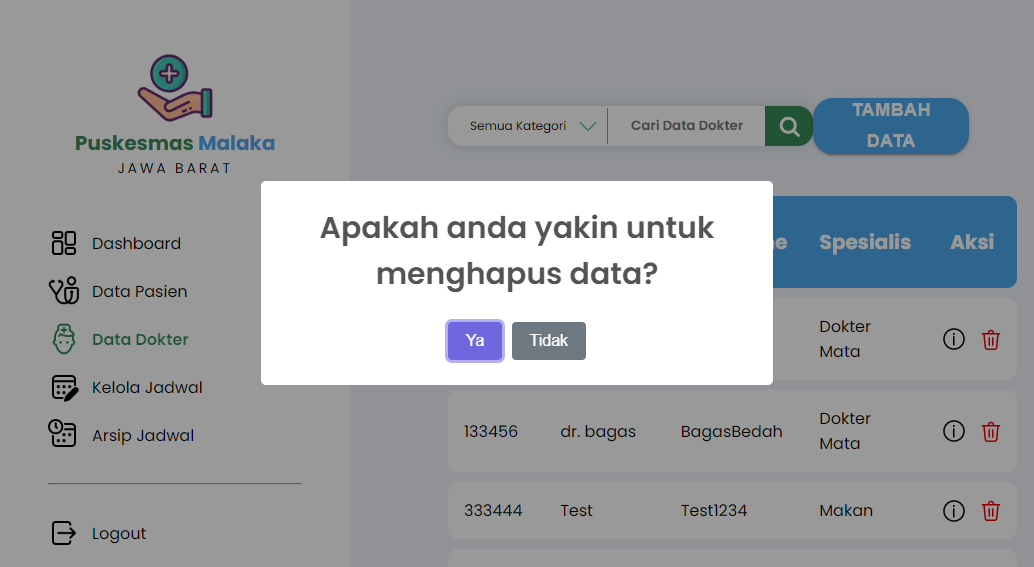 Puskesmas Malaka
JAWA BARAT
Dashboard
Data Pasien
Data Dokter
Kelola Jadwal
Arsip Jadwal
Logout
Semua Kategori
Cari Data Dokter
TAMBAH
DATA
Apakah anda yakin untuk
menghapus data?
Ya
Tidak
Spesialis
Aksi
Dokter
Mata
133456
dr. bagas
BagasBedah
Dokter
Mata
333444
Test
Test1234
Makan